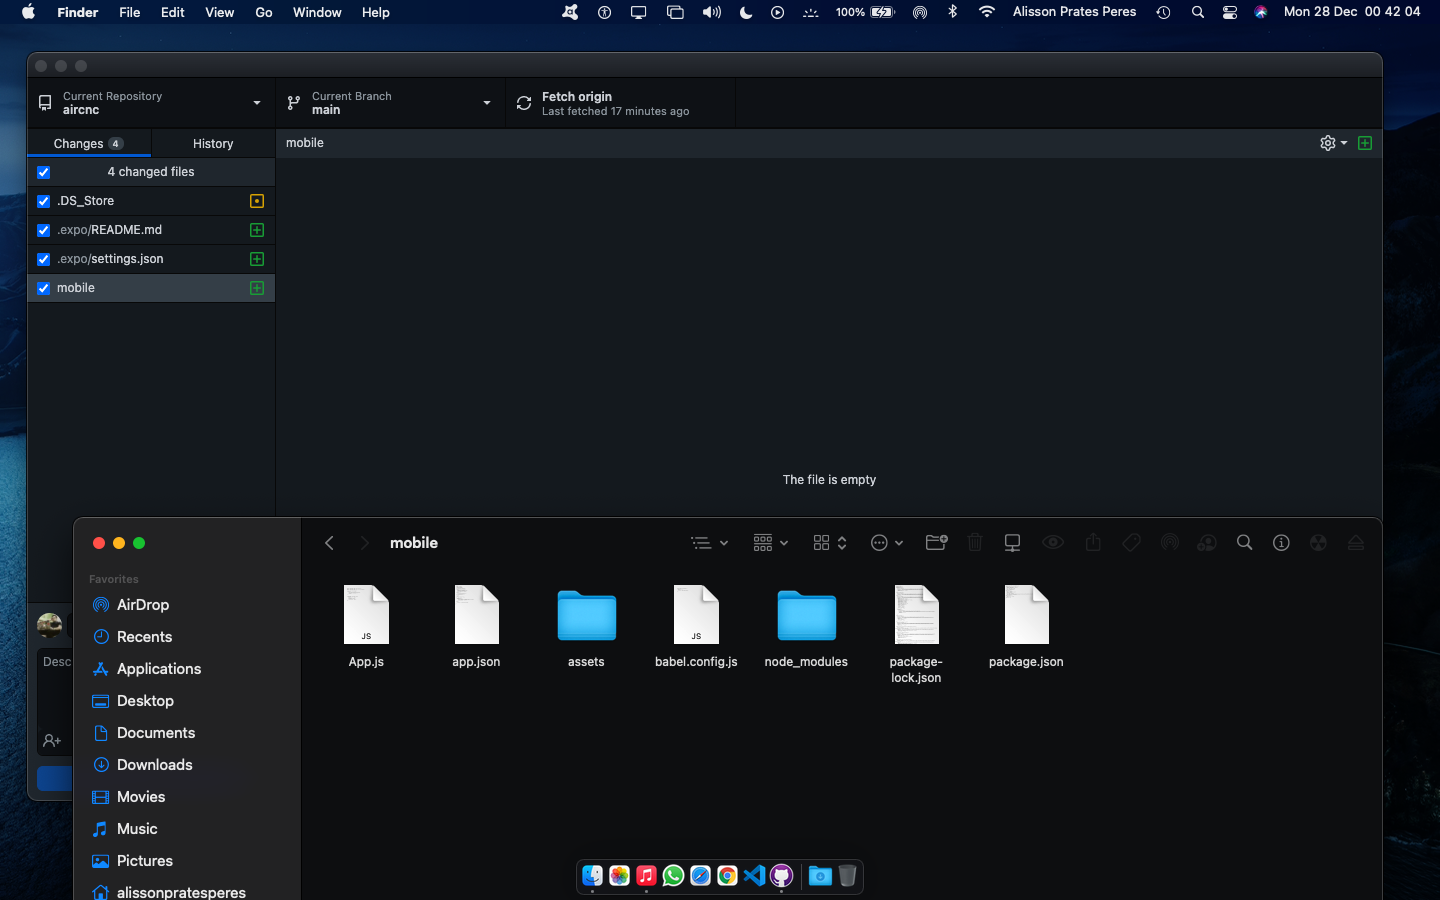 Finder File Edit View Go Window Help 100% Alisson Prates Peres Mon 28 Dec 00 42 04
Current Repository
aircnc
Current Branch
main
Fetch origin
Last fetched 17 minutes ago
Changes 4
History
mobile
4 changed files
.DS_Store
.expo/README.md
.expo/settings.json
mobile
The file is empty
Desc
mobile
Favorites
AirDrop
Recents
Applications
Desktop
Documents
Downloads
Movies
Music
Pictures
alissonpratesperes
JS
JS
App.js
app.json
assets
babel.config.js
node_modules
package-
lock.json
package.json